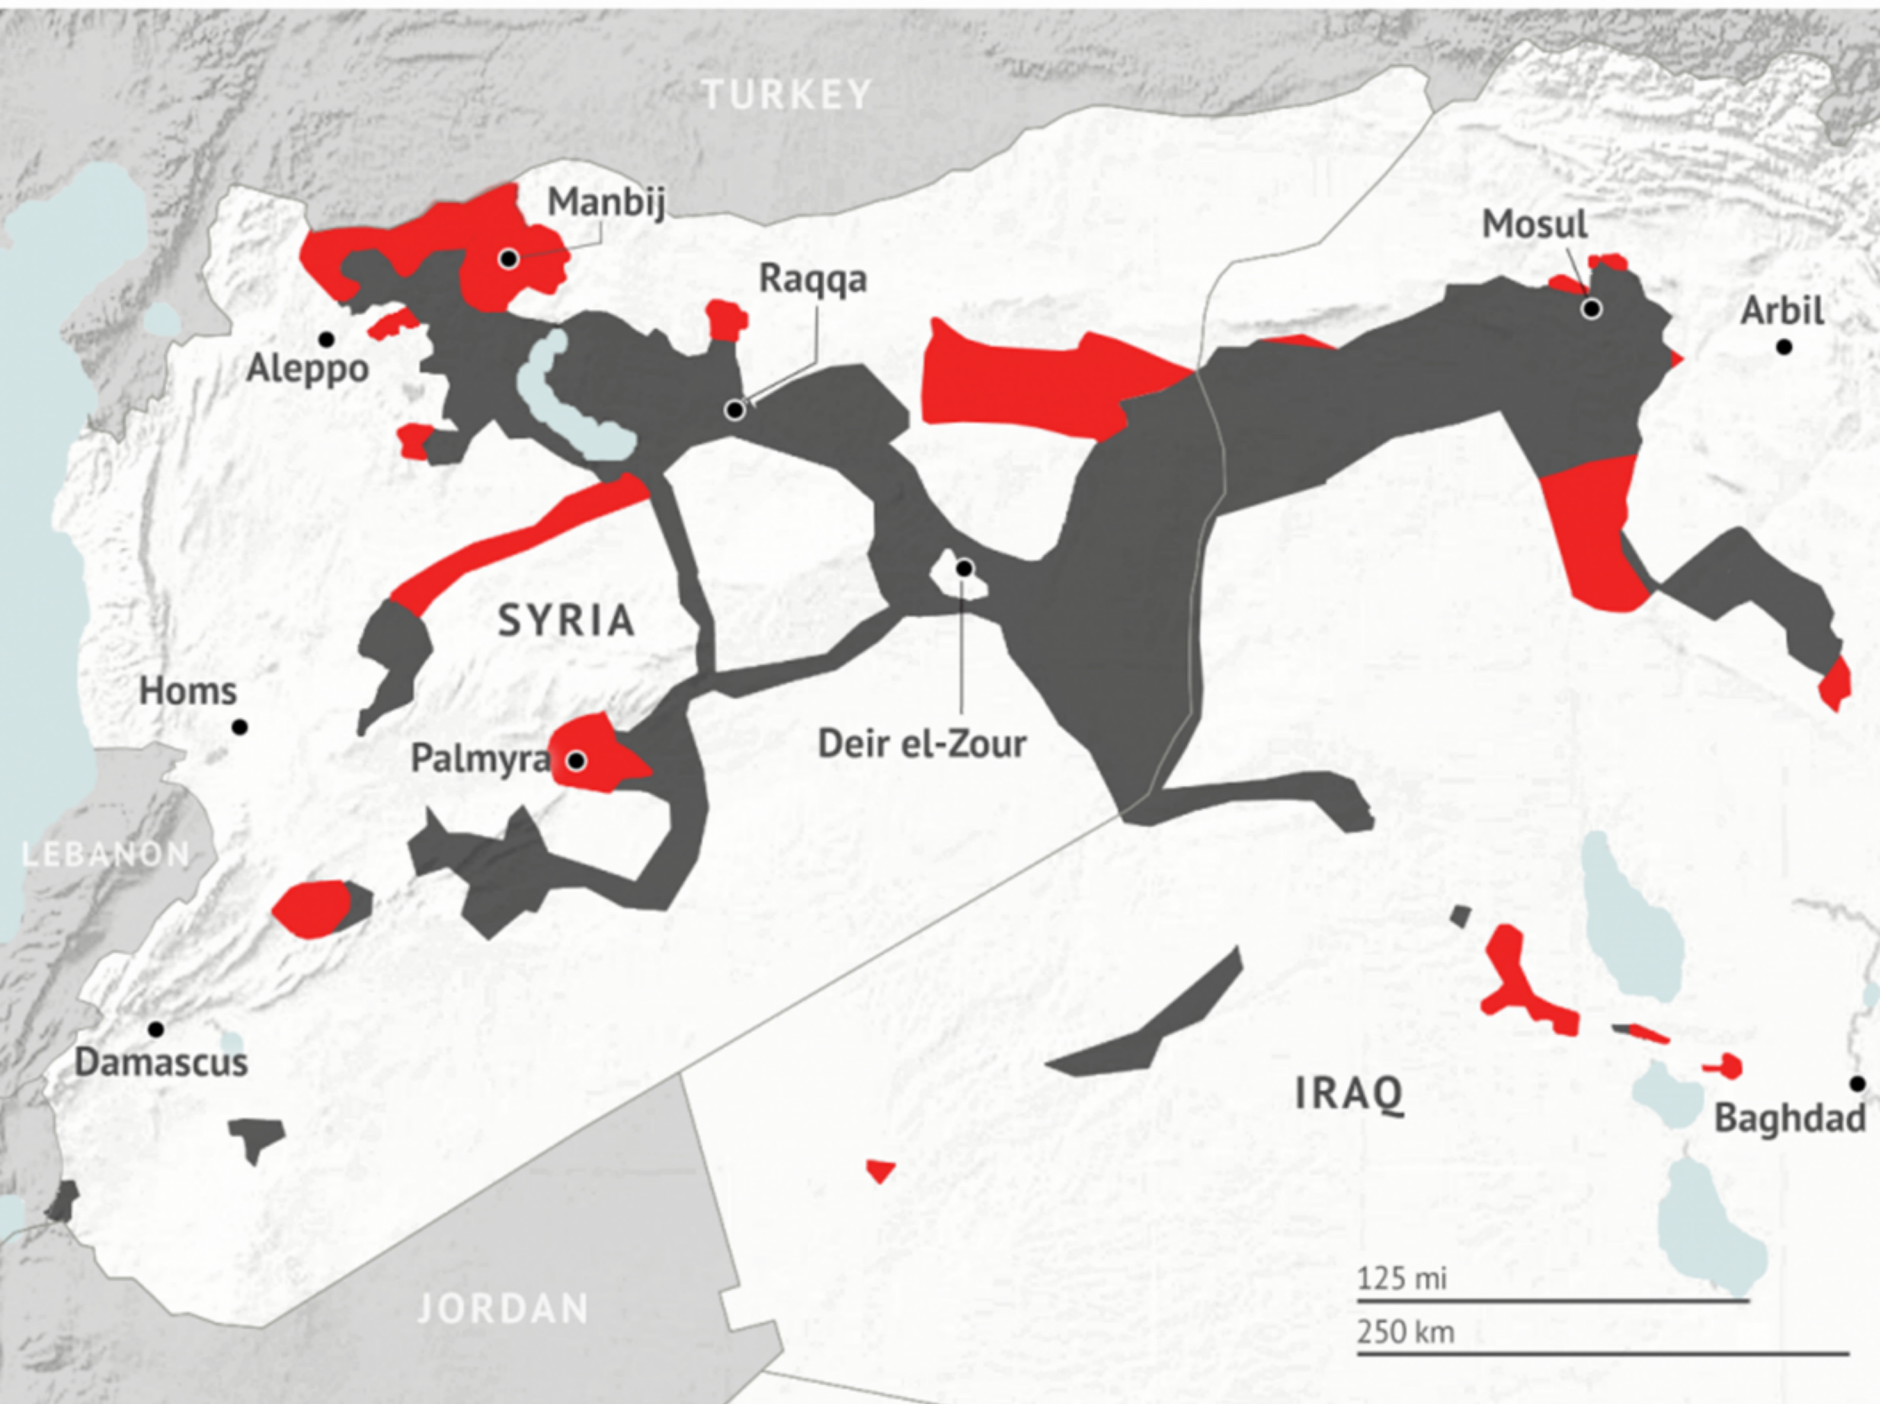 TURKEY
Manbij
Mosul
Raqqa
Arbil
Aleppo
SYRIA
Homs
Deir el-Zour
Palmyra
LEBANON
Damascus
IRAQ
Baghdad
125 mi
JORDAN
250 km